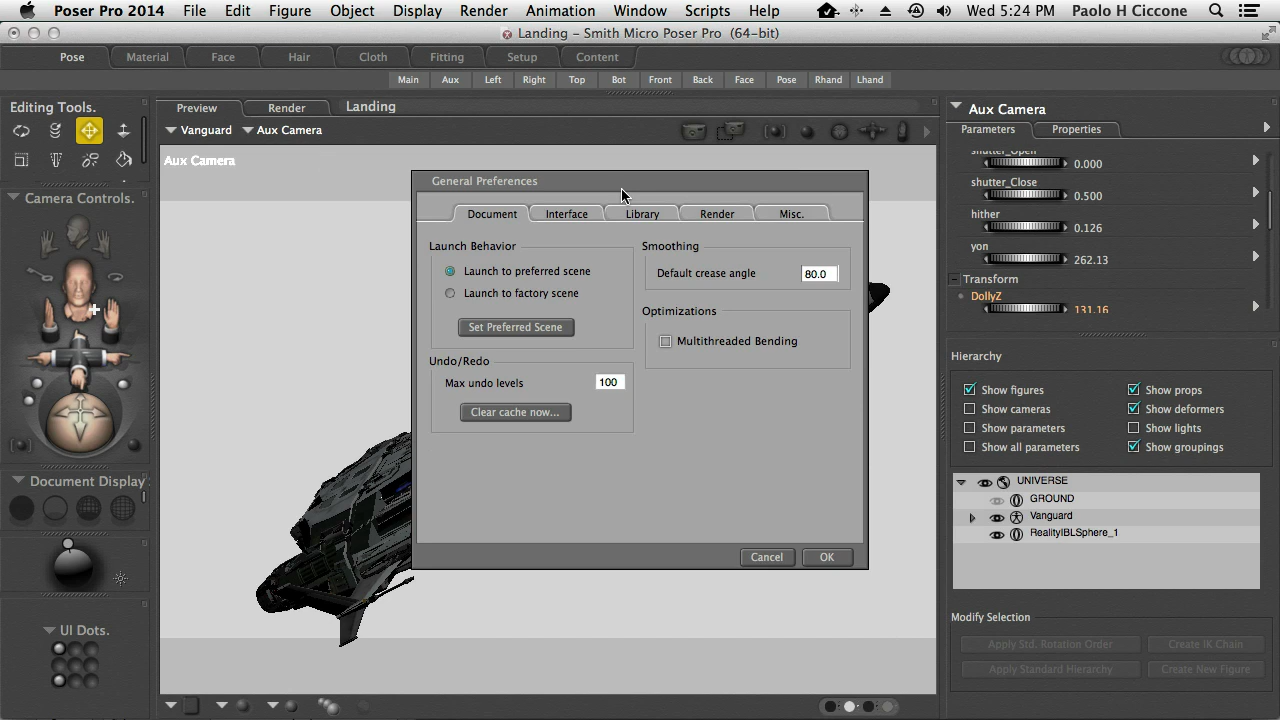 Poser Pro 2014 File Edit Figure Object Display Render Animation Window Scripts Help Wed 5:24 PM Paolo H Ciccone
Landing – Smith Micro Poser Pro (64-bit)
Pose Material Face Hair Cloth Fitting Setup Content
Main Aux Left Right Top Bot Front Back Face Pose Rhand Lhand
Editing Tools.
Preview Render Landing
Vanguard Aux Camera
Aux Camera
Camera Controls.
Document Display
UI Dots.
General Preferences
Document Interface Library Render Misc.
Launch Behavior
Launch to preferred scene
Launch to factory scene
Set Preferred Scene
Undo/Redo
Max undo levels 100
Clear cache now...
Smoothing
Default crease angle 80.0
Optimizations
Multithreaded Bending
Cancel OK
Aux Camera
Parameters Properties
shutter_Open
0.000
shutter_Close
0.500
hither
0.126
yon
262.13
Transform
DollyZ
131.16
Hierarchy
Show figures Show props
Show cameras Show deformers
Show parameters Show lights
Show all parameters Show groupings
UNIVERSE
GROUND
Vanguard
RealityIBLSphere_1
Modify Selection
Apply Std. Rotation Order Create IK Chain
Apply Standard Hierarchy Create New Figure